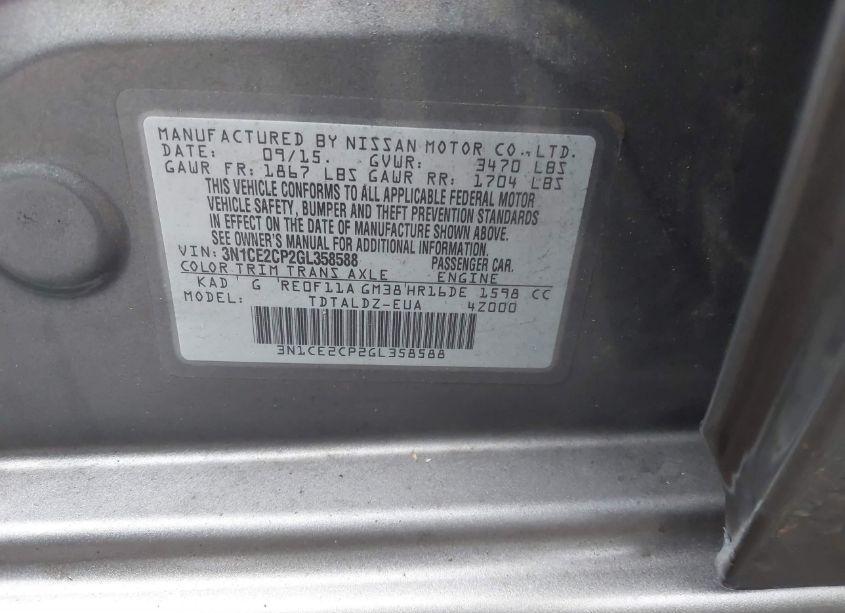 MANUFACTURED BY NISSAN MOTOR CO.,LTD.
DATE: 09/15. GVWR: 3470 LBS
GAWR FR: 1867 LBS GAWR RR: 1704 LBS
THIS VEHICLE CONFORMS TO ALL APPLICABLE FEDERAL MOTOR
VEHICLE SAFETY, BUMPER AND THEFT PREVENTION STANDARDS
IN EFFECT ON THE DATE OF MANUFACTURE SHOWN ABOVE.
SEE OWNER'S MANUAL FOR ADDITIONAL INFORMATION.
VIN: 3N1CE2CP2GL358588 PASSENGER CAR.
COLOR TRIM TRANS AXLE ENGINE
KAD G RE0F11A GM38 HR16DE 1598 CC
MODEL: TDTALDZ-EUA 4Z000
3N1CE2CP2GL358588